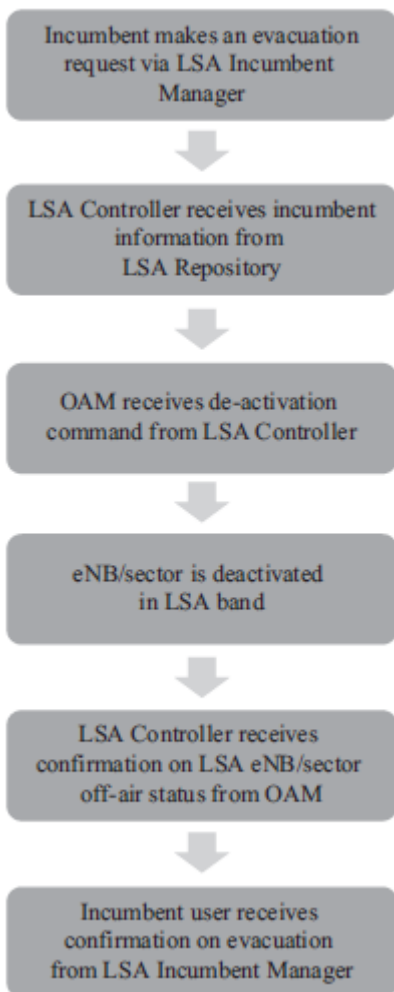 Incumbent makes an evacuation
request via LSA Incumbent
Manager
LSA Controller receives incumbent
information from
LSA Repository
OAM receives de-activation
command from LSA Controller
eNB/sector is deactivated
in LSA band
LSA Controller receives
confirmation on LSA eNB/sector
off-air status from OAM
Incumbent user receives
confirmation on evacuation
from LSA Incumbent Manager